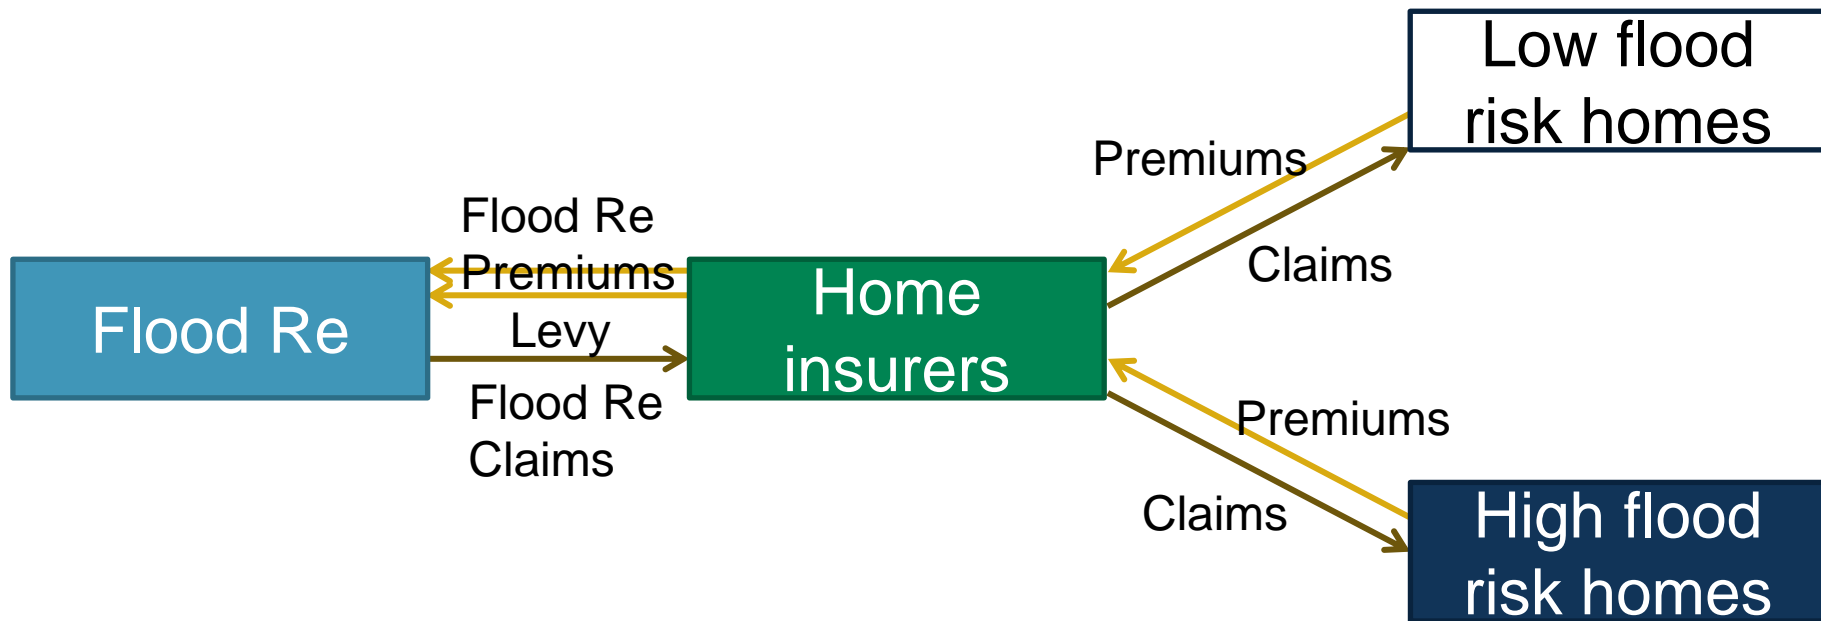 Low flood
risk homes
Premiums
Claims
Flood Re
Premiums
Levy
Flood Re
Claims
Flood Re
Home
insurers
Premiums
Claims
High flood
risk homes